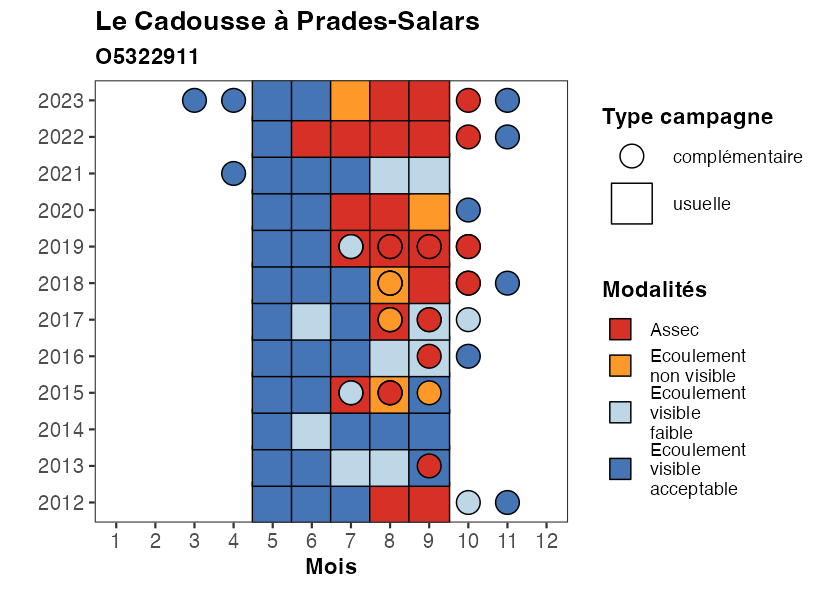 Le Cadousse à Prades-Salars
O5322911
2023
2022
2021
2020
2019
2018
2017
2016
2015
2014
2013
2012
1 2 3 4 5 6 7 8 9 10 11 12
Mois
Type campagne
complémentaire
usuelle
Modalités
Assec
Ecoulement
non visible
Ecoulement
visible
faible
Ecoulement
visible
acceptable